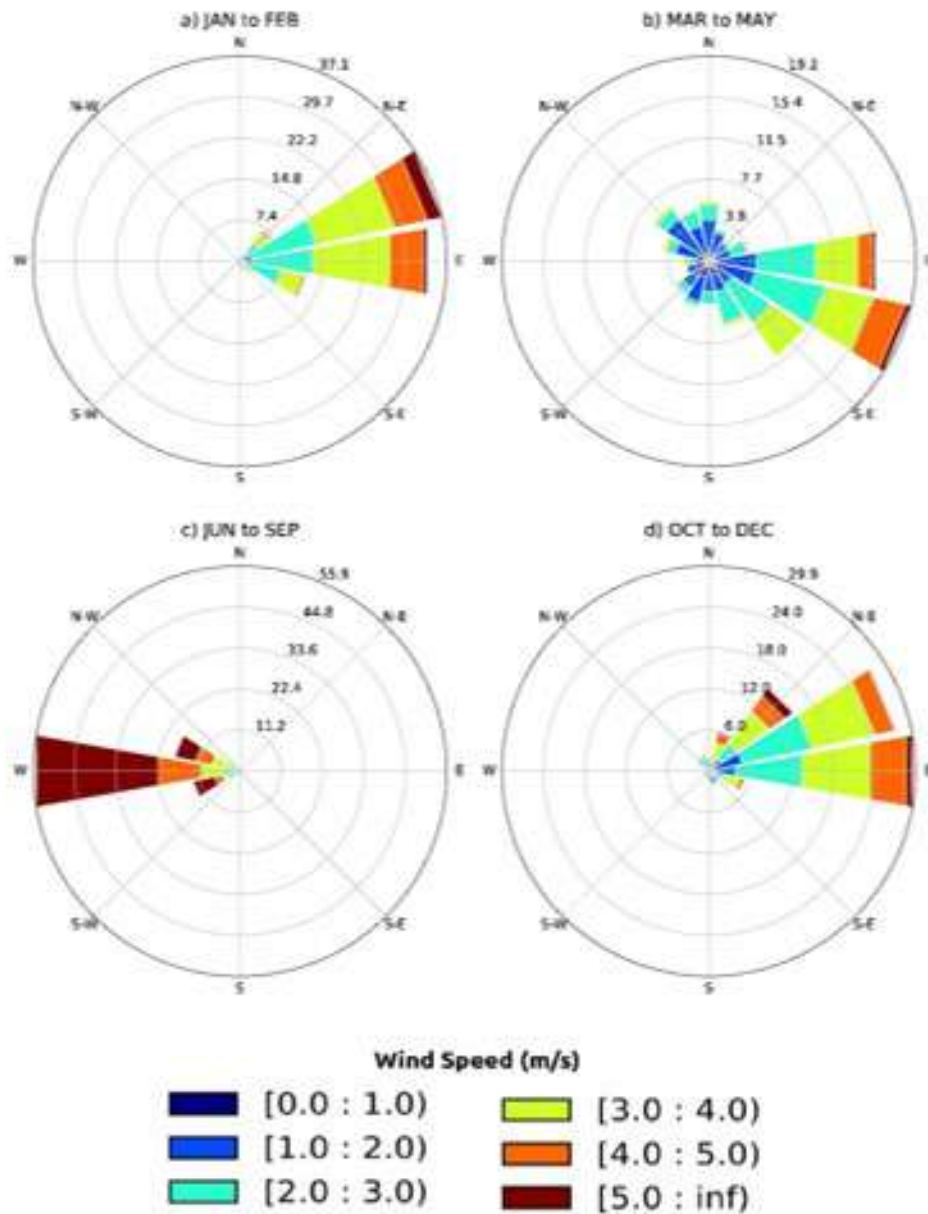 a) JAN to FEB
b) MAR to MAY
N
N
37.1
19.2
N-W
29.7
N-E
N-W
15.4
N-E
22.2
11.5
14.8
7.7
7.4
3.8
W
E
W
E
S-W
S-E
S-W
S-E
S
S
c) JUN to SEP
d) OCT to DEC
N
N
55.9
29.9
N-W
44.8
N-E
N-W
24.0
N-E
33.6
18.0
22.4
12.0
11.2
6.0
W
E
W
E
S-W
S-E
S-W
S-E
S
S
Wind Speed (m/s)
[0.0 : 1.0)
[3.0 : 4.0)
[1.0 : 2.0)
[4.0 : 5.0)
[2.0 : 3.0)
[5.0 : inf)